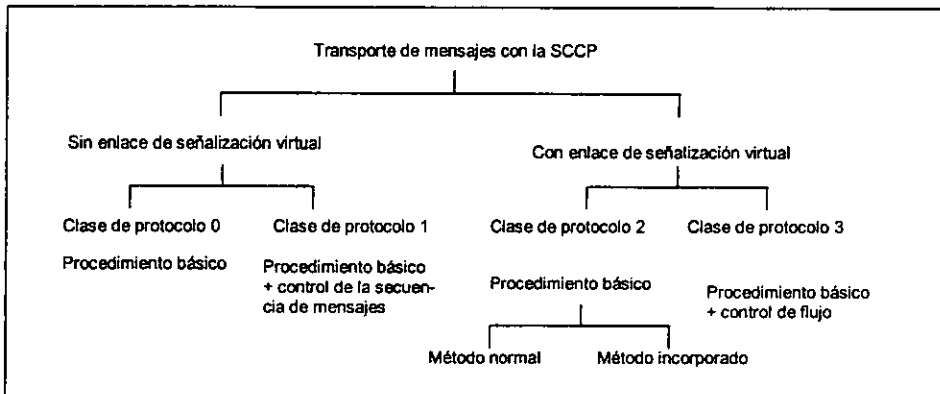 Transporte de mensajes con la SCCP
Sin enlace de señalización virtual
Con enlace de señalización virtual
Clase de protocolo 0
Clase de protocolo 1
Clase de protocolo 2
Clase de protocolo 3
Procedimiento básico
Procedimiento básico
+ control de la secuen-
cia de mensajes
Procedimiento básico
Procedimiento básico
+ control de flujo
Método normal
Método incorporado